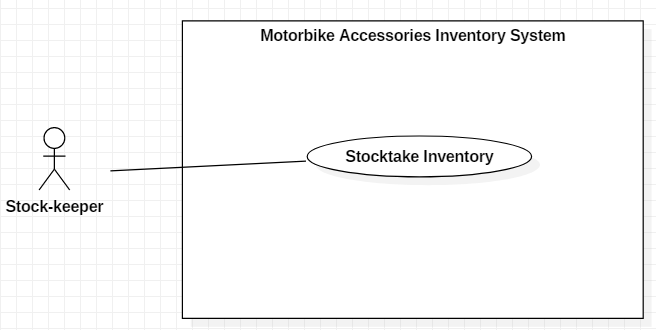 Motorbike Accessories Inventory System
Stocktake Inventory
Stock-keeper